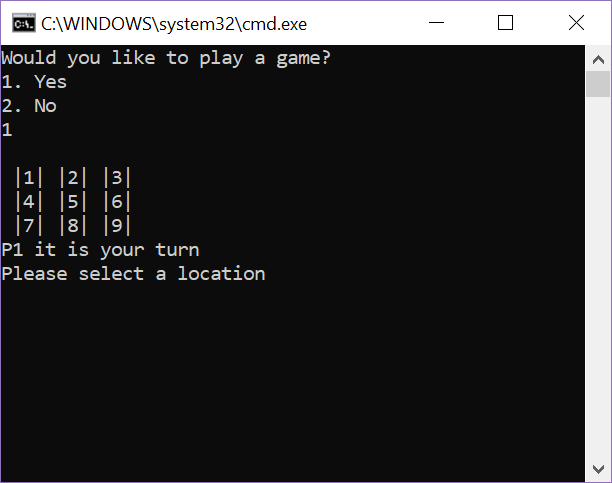 C:\WINDOWS\system32\cmd.exe
Would you like to play a game?
1. Yes
2. No
1
|1| |2| |3|
|4| |5| |6|
|7| |8| |9|
P1 it is your turn
Please select a location